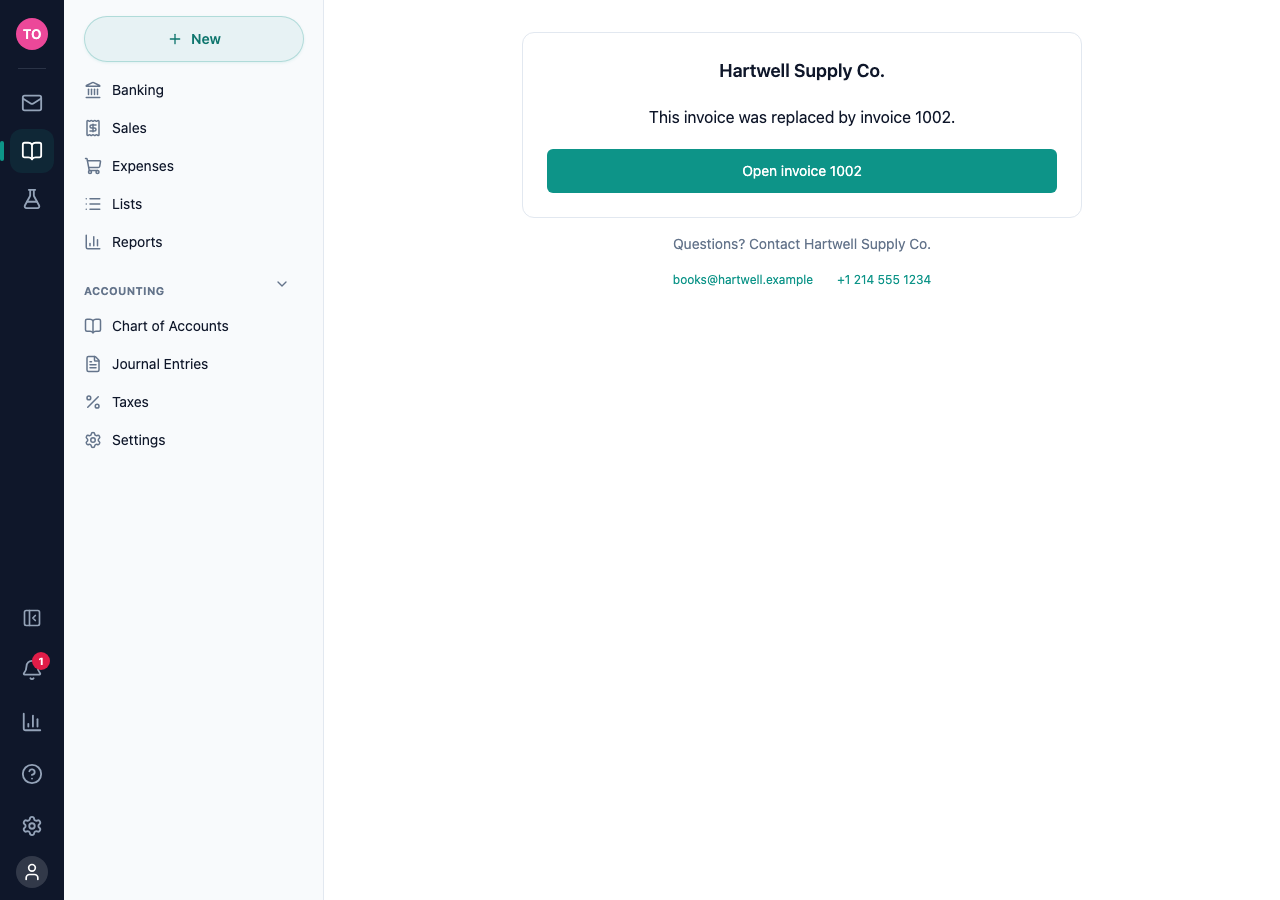 TO
New
Banking
Sales
Expenses
Lists
Reports
ACCOUNTING
Chart of Accounts
Journal Entries
Taxes
Settings
1
Hartwell Supply Co.
This invoice was replaced by invoice 1002.
Open invoice 1002
Questions? Contact Hartwell Supply Co.
books@hartwell.example +1 214 555 1234